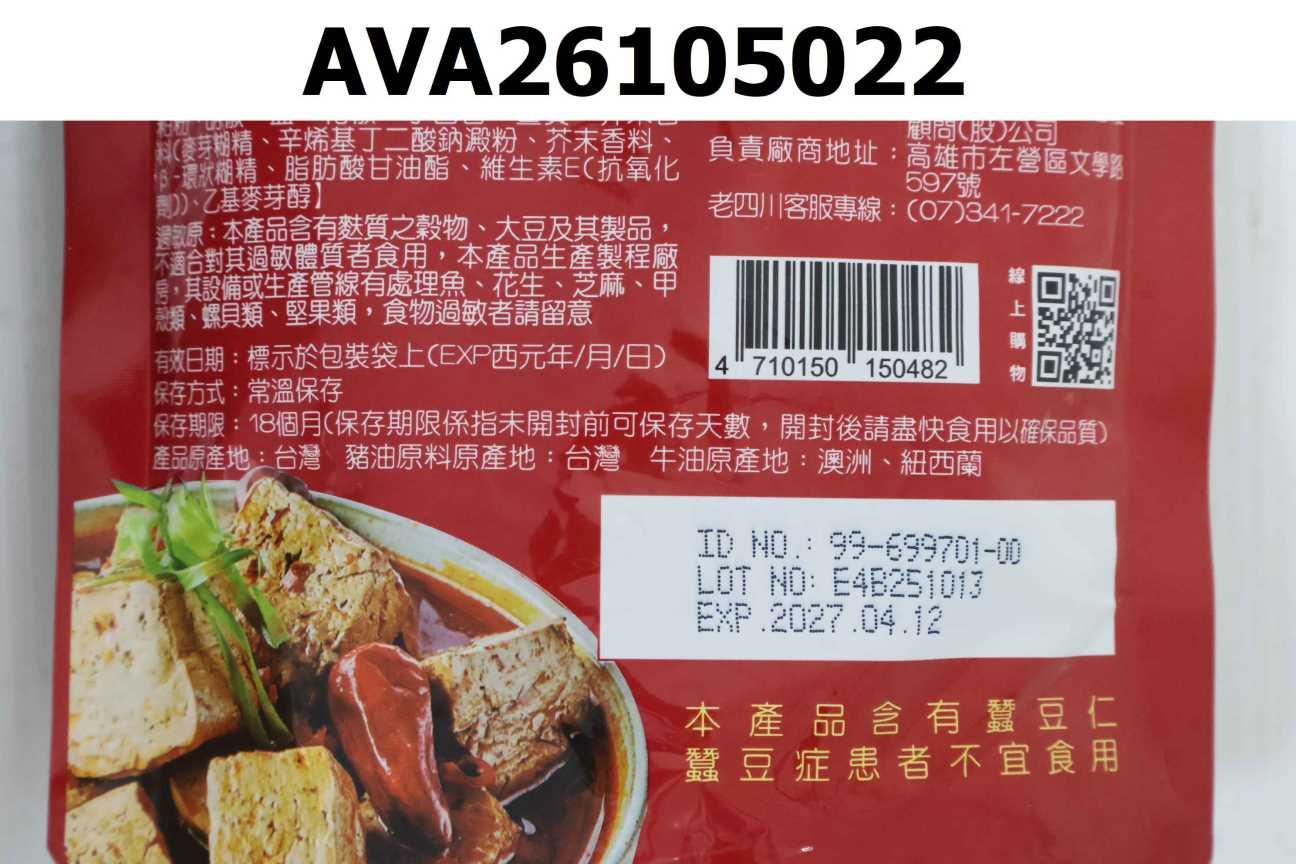 AVA26105022
料(麥芽糊精、辛烯基丁二酸鈉澱粉、芥末香料、
β-環狀糊精、脂肪酸甘油酯、維生素E(抗氧化
劑))、乙基麥芽醇】
過敏原：本產品含有麩質之穀物、大豆及其製品，
不適合對其過敏體質者食用，本產品生產製程廠
房，其設備或生產管線有處理魚、花生、芝麻、甲
殼類、螺貝類、堅果類，食物過敏者請留意
有效日期：標示於包裝袋上(EXP西元年/月/日)
保存方式：常溫保存
保存期限：18個月(保存期限係指未開封前可保存天數，開封後請盡快食用以確保品質)
產品原產地：台灣 豬油原料原產地：台灣 牛油原產地：澳洲、紐西蘭
顧問(股)公司
負責廠商地址：高雄市左營區文學路
597號
老四川客服專線：(07)341-7222
4 710150 150482
線上購物
ID NO.: 99-699701-00
LOT NO: E4B251013
EXP.2027.04.12
本產品含有蠶豆仁
蠶豆症患者不宜食用